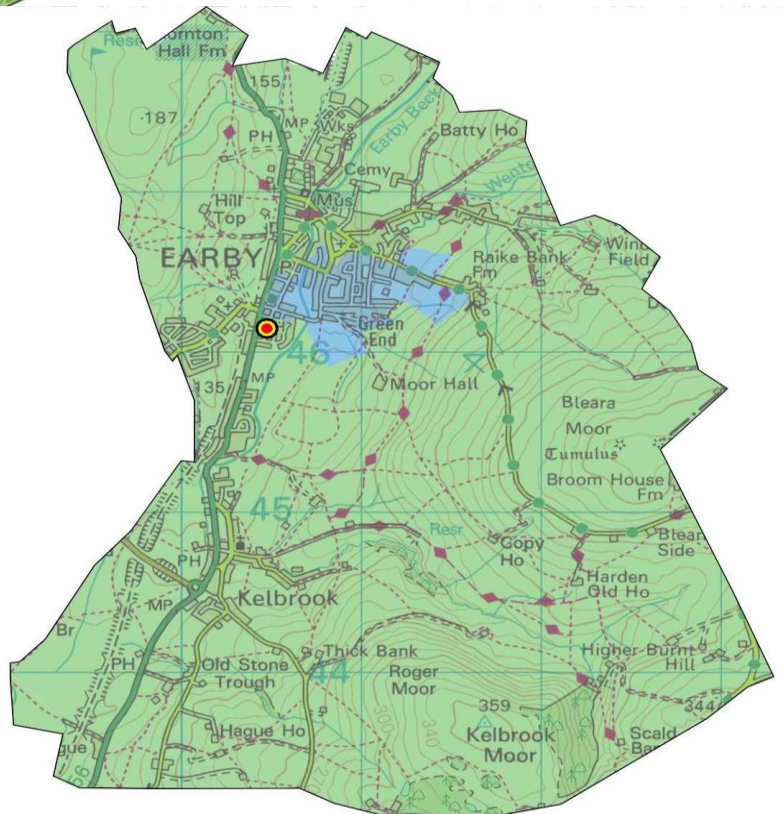 Resr
Hall Fm
155
·187
MP
PH
Wks
Earby Beck
Batty Ho
Cemy
Mus
Hill
Top
EARBY
P
Raike Bank
Fm
Field
Green
End
46
135
MP
Moor Hall
Bleara
Moor
Tumulus
Broom House
Fm
45
Resr
Copy
Ho
Side
PH
Harden
Old Ho
MP
Kelbrook
Br
PH
Thick Bank
Higher Burnt
Hill
Old Stone
Trough
44
Roger
Moor
359
344
Hague Ho
300
340
Kelbrook
Moor
Scald
56